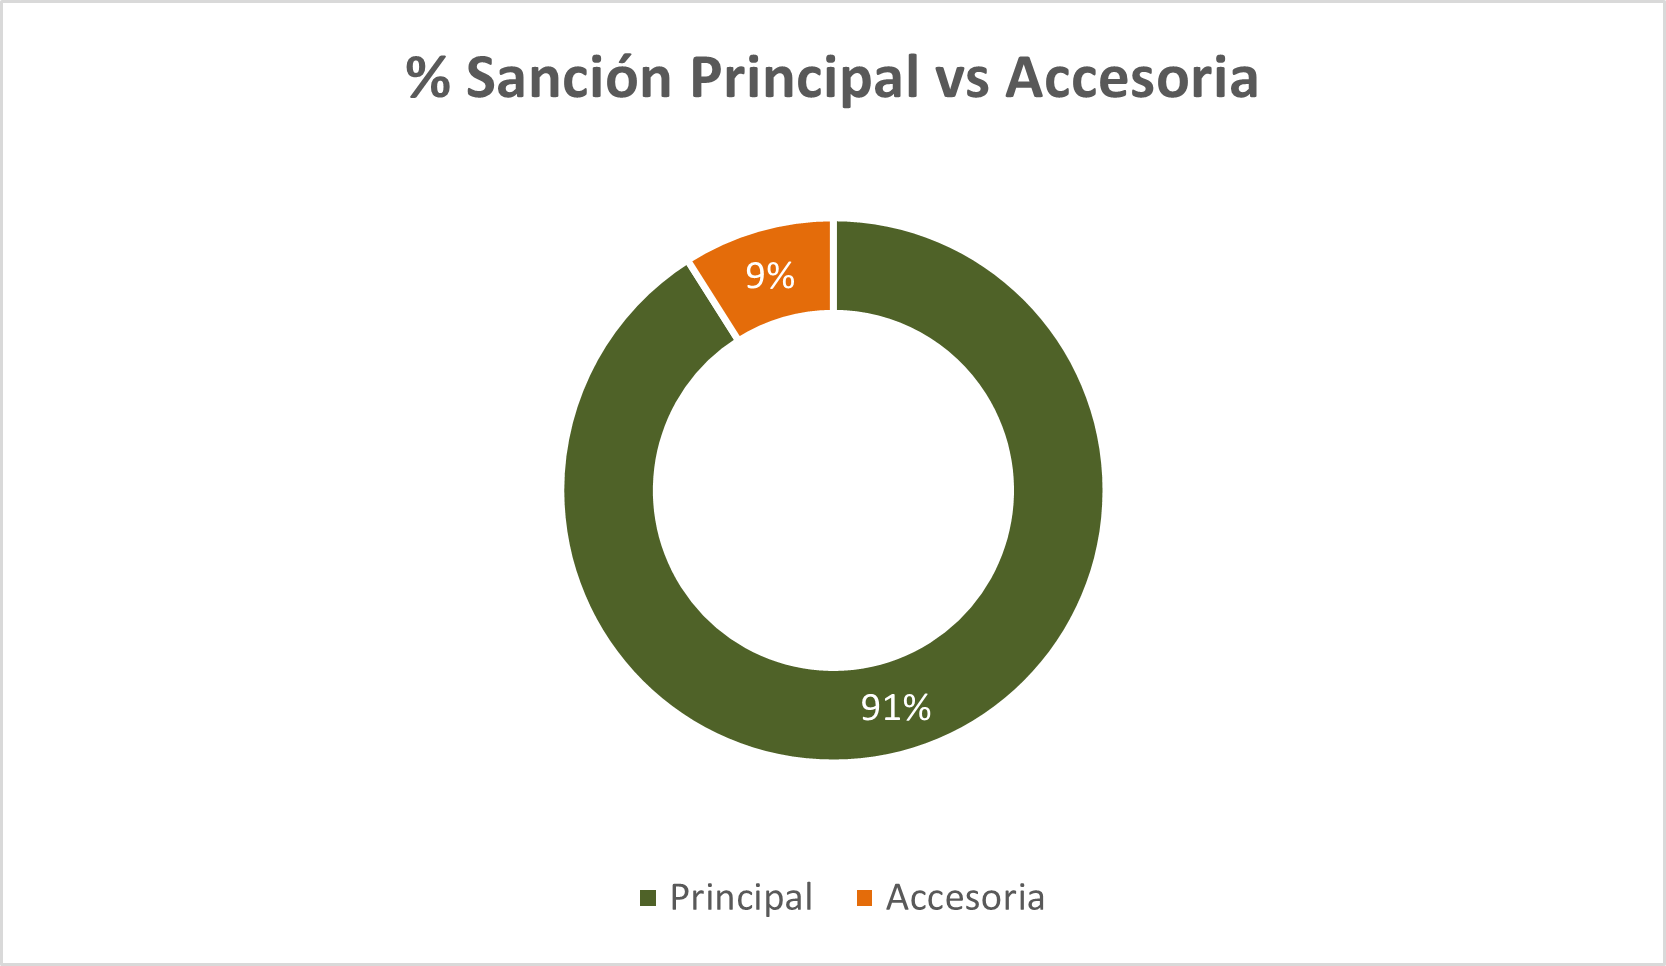 % Sanción Principal vs Accesoria
9%
91%
Principal
Accesoria